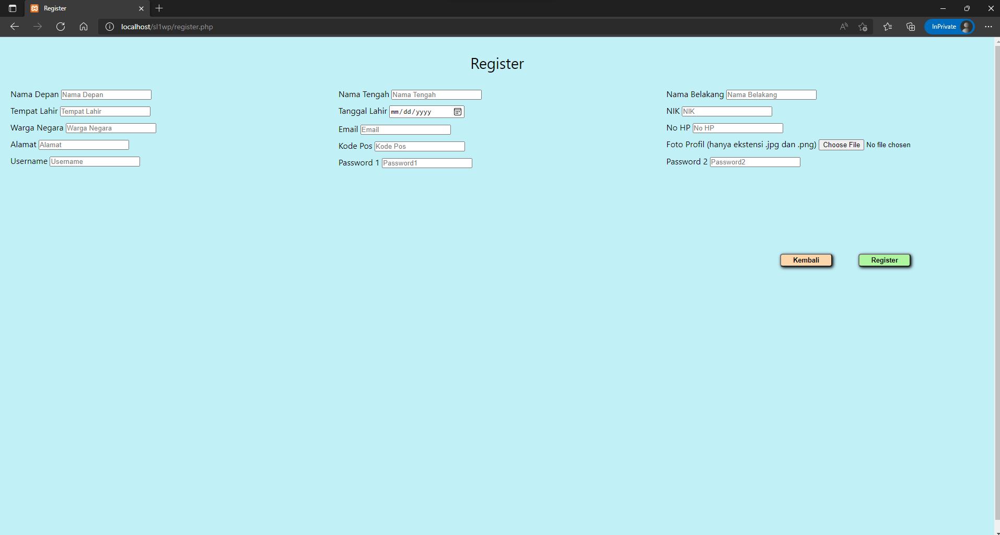 Register
localhost/sl1wp/register.php
InPrivate
Register
Nama Depan Nama Depan
Nama Tengah Nama Tengah
Nama Belakang Nama Belakang
Tempat Lahir Tempat Lahir
Tanggal Lahir mm/dd/yyyy
NIK NIK
Warga Negara Warga Negara
Email Email
No HP No HP
Alamat Alamat
Kode Pos Kode Pos
Foto Profil (hanya ekstensi .jpg dan .png) Choose File No file chosen
Username Username
Password 1 Password1
Password 2 Password2
Kembali
Register